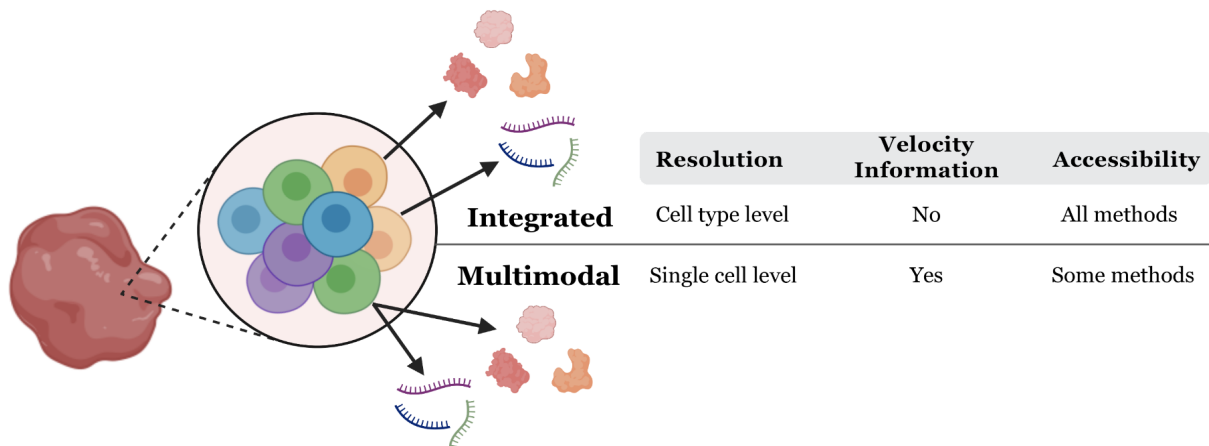 Resolution Velocity Information Accessibility
Integrated Cell type level No All methods
Multimodal Single cell level Yes Some methods